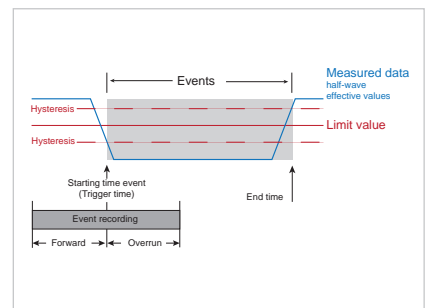 Events
Measured data
half-wave
effective values
Hysteresis
Limit value
Hysteresis
Starting time event
(Trigger time)
End time
Event recording
Forward
Overrun